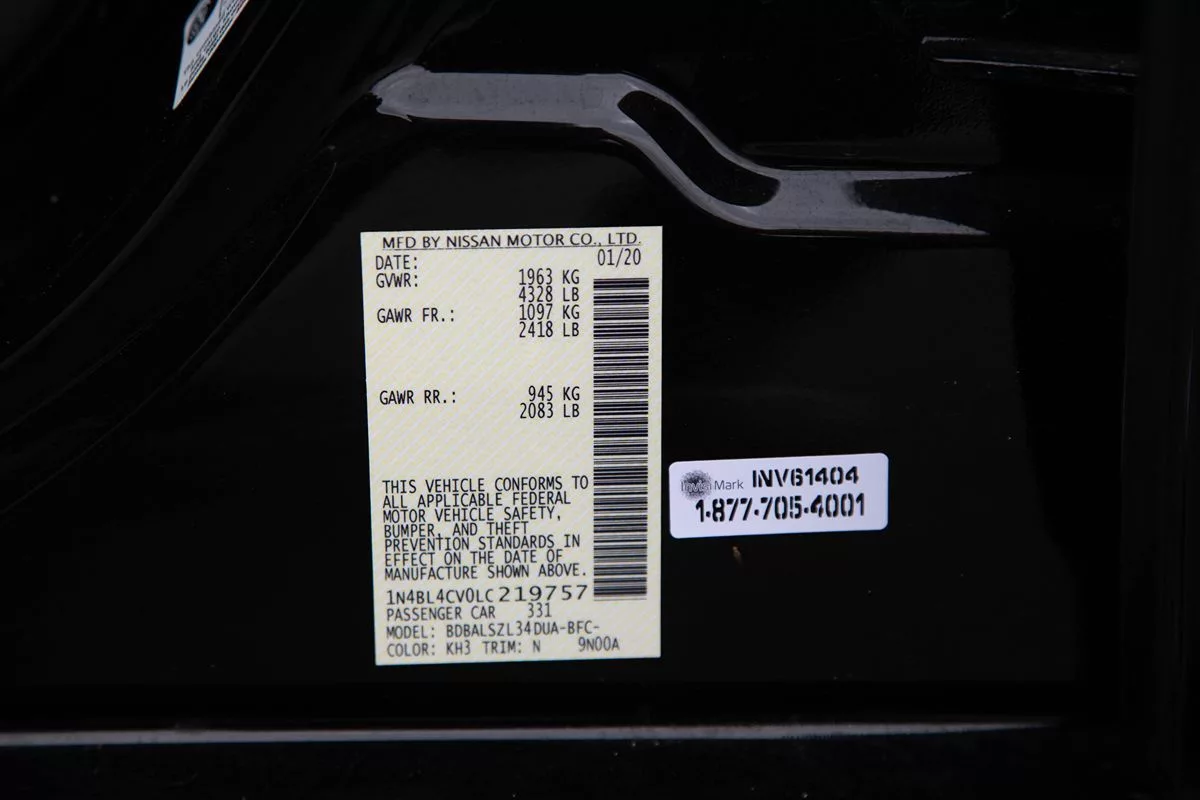 MFD BY NISSAN MOTOR CO., LTD.
DATE: 01/20
GVWR: 1963 KG
4328 LB
GAWR FR.: 1097 KG
2418 LB
GAWR RR.: 945 KG
2083 LB
THIS VEHICLE CONFORMS TO
ALL APPLICABLE FEDERAL
MOTOR VEHICLE SAFETY,
BUMPER, AND THEFT
PREVENTION STANDARDS IN
EFFECT ON THE DATE OF
MANUFACTURE SHOWN ABOVE.
1N4BL4CV0LC219757
PASSENGER CAR 331
MODEL: BDBALSZL34DUA-BFC-
COLOR: KH3 TRIM: N 9N00A
InvisiMark INV61404
1-877-705-4001